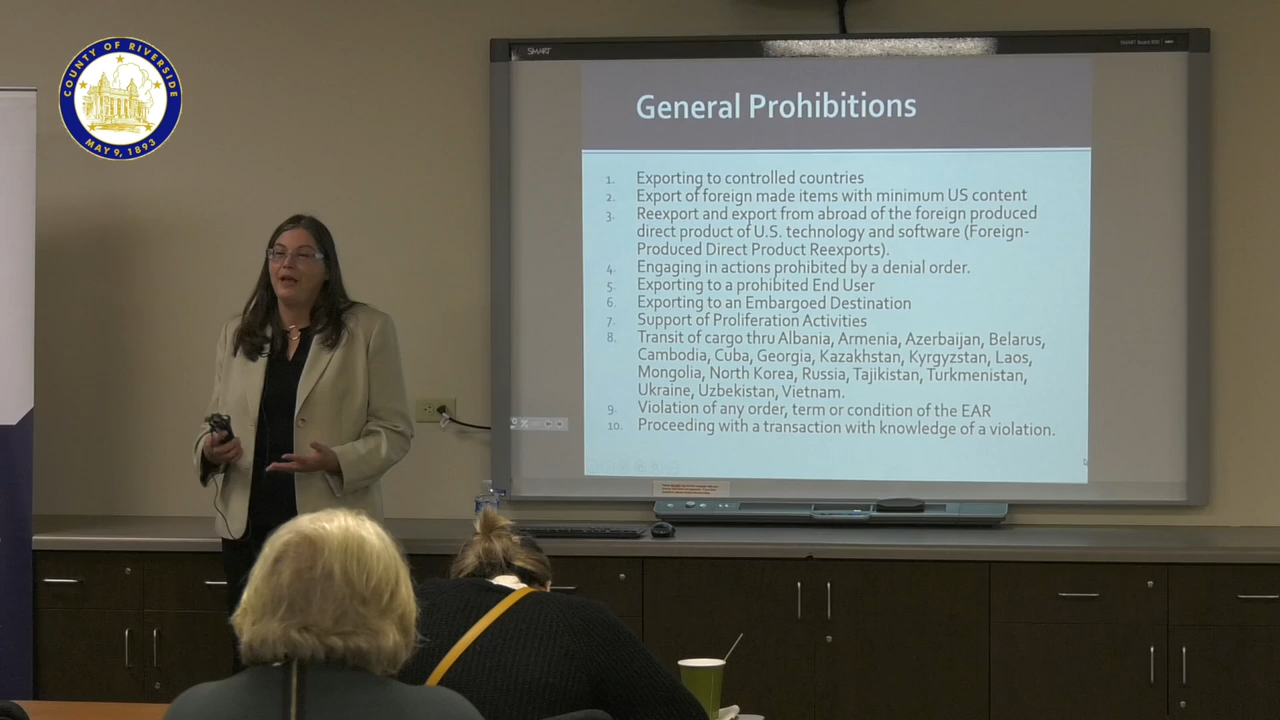 COUNTY OF RIVERSIDE
MAY 9, 1893
SMART
General Prohibitions
1. Exporting to controlled countries
2. Export of foreign made items with minimum US content
3. Reexport and export from abroad of the foreign produced
direct product of U.S. technology and software (Foreign-
Produced Direct Product Reexports).
4. Engaging in actions prohibited by a denial order.
5. Exporting to a prohibited End User
6. Exporting to an Embargoed Destination
7. Support of Proliferation Activities
8. Transit of cargo thru Albania, Armenia, Azerbaijan, Belarus,
Cambodia, Cuba, Georgia, Kazakhstan, Kyrgyzstan, Laos,
Mongolia, North Korea, Russia, Tajikistan, Turkmenistan,
Ukraine, Uzbekistan, Vietnam.
9. Violation of any order, term or condition of the EAR
10. Proceeding with a transaction with knowledge of a violation.